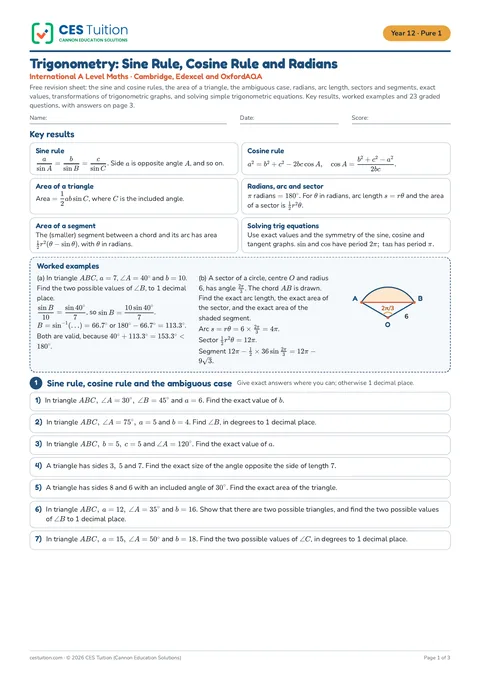 CES Tuition
CANNON EDUCATION SOLUTIONS
Year 12 · Pure 1
Trigonometry: Sine Rule, Cosine Rule and Radians
International A Level Maths · Cambridge, Edexcel and OxfordAQA
Free revision sheet: the sine and cosine rules, the area of a triangle, the ambiguous case, radians, arc length, sectors and segments, exact
values, transformations of trigonometric graphs, and solving simple trigonometric equations. Key results, worked examples and 23 graded
questions, with answers on page 3.
Name: Date: Score:
Key results
Sine rule
a/sin A = b/sin B = c/sin C. Side a is opposite angle A, and so on.
Cosine rule
a² = b² + c² − 2bc cos A, cos A = (b² + c² − a²)/2bc.
Area of a triangle
Area = 1/2 ab sin C, where C is the included angle.
Radians, arc and sector
π radians = 180°. For θ in radians, arc length s = rθ and the area
of a sector is ½r²θ.
Area of a segment
The (smaller) segment between a chord and its arc has area
½r²(θ − sin θ), with θ in radians.
Solving trig equations
Use exact values and the symmetry of the sine, cosine and
tangent graphs. sin and cos have period 2π; tan has period π.
Worked examples
(a) In triangle ABC, a = 7, ∠A = 40° and b = 10.
Find the two possible values of ∠B, to 1 decimal
place.
sin B/10 = sin 40°/7, so sin B = 10 sin 40°/7.
B = sin⁻¹(…) = 66.7° or 180° − 66.7° = 113.3°.
Both are valid, because 40° + 113.3° = 153.3° <
180°.
(b) A sector of a circle, centre O and radius
6, has angle 2π/3. The chord AB is drawn.
Find the exact arc length, the exact area of
the sector, and the exact area of the
shaded segment.
Arc s = rθ = 6 × 2π/3 = 4π.
Sector ½r²θ = 12π.
Segment 12π − ½ × 36 sin 2π/3 = 12π −
9√3.
A
B
2π/3
6
O
1 Sine rule, cosine rule and the ambiguous case Give exact answers where you can; otherwise 1 decimal place.
1) In triangle ABC, ∠A = 30°, ∠B = 45° and a = 6. Find the exact value of b.
2) In triangle ABC, ∠A = 75°, a = 5 and b = 4. Find ∠B, in degrees to 1 decimal place.
3) In triangle ABC, b = 5, c = 5 and ∠A = 120°. Find the exact value of a.
4) A triangle has sides 3, 5 and 7. Find the exact size of the angle opposite the side of length 7.
5) A triangle has sides 8 and 6 with an included angle of 30°. Find the exact area of the triangle.
6) In triangle ABC, a = 12, ∠A = 35° and b = 16. Show that there are two possible triangles, and find the two possible values
of ∠B to 1 decimal place.
7) In triangle ABC, a = 15, ∠A = 50° and b = 18. Find the two possible values of ∠C, in degrees to 1 decimal place.
cestuition.com · © 2026 CES Tuition (Cannon Education Solutions)
Page 1 of 3